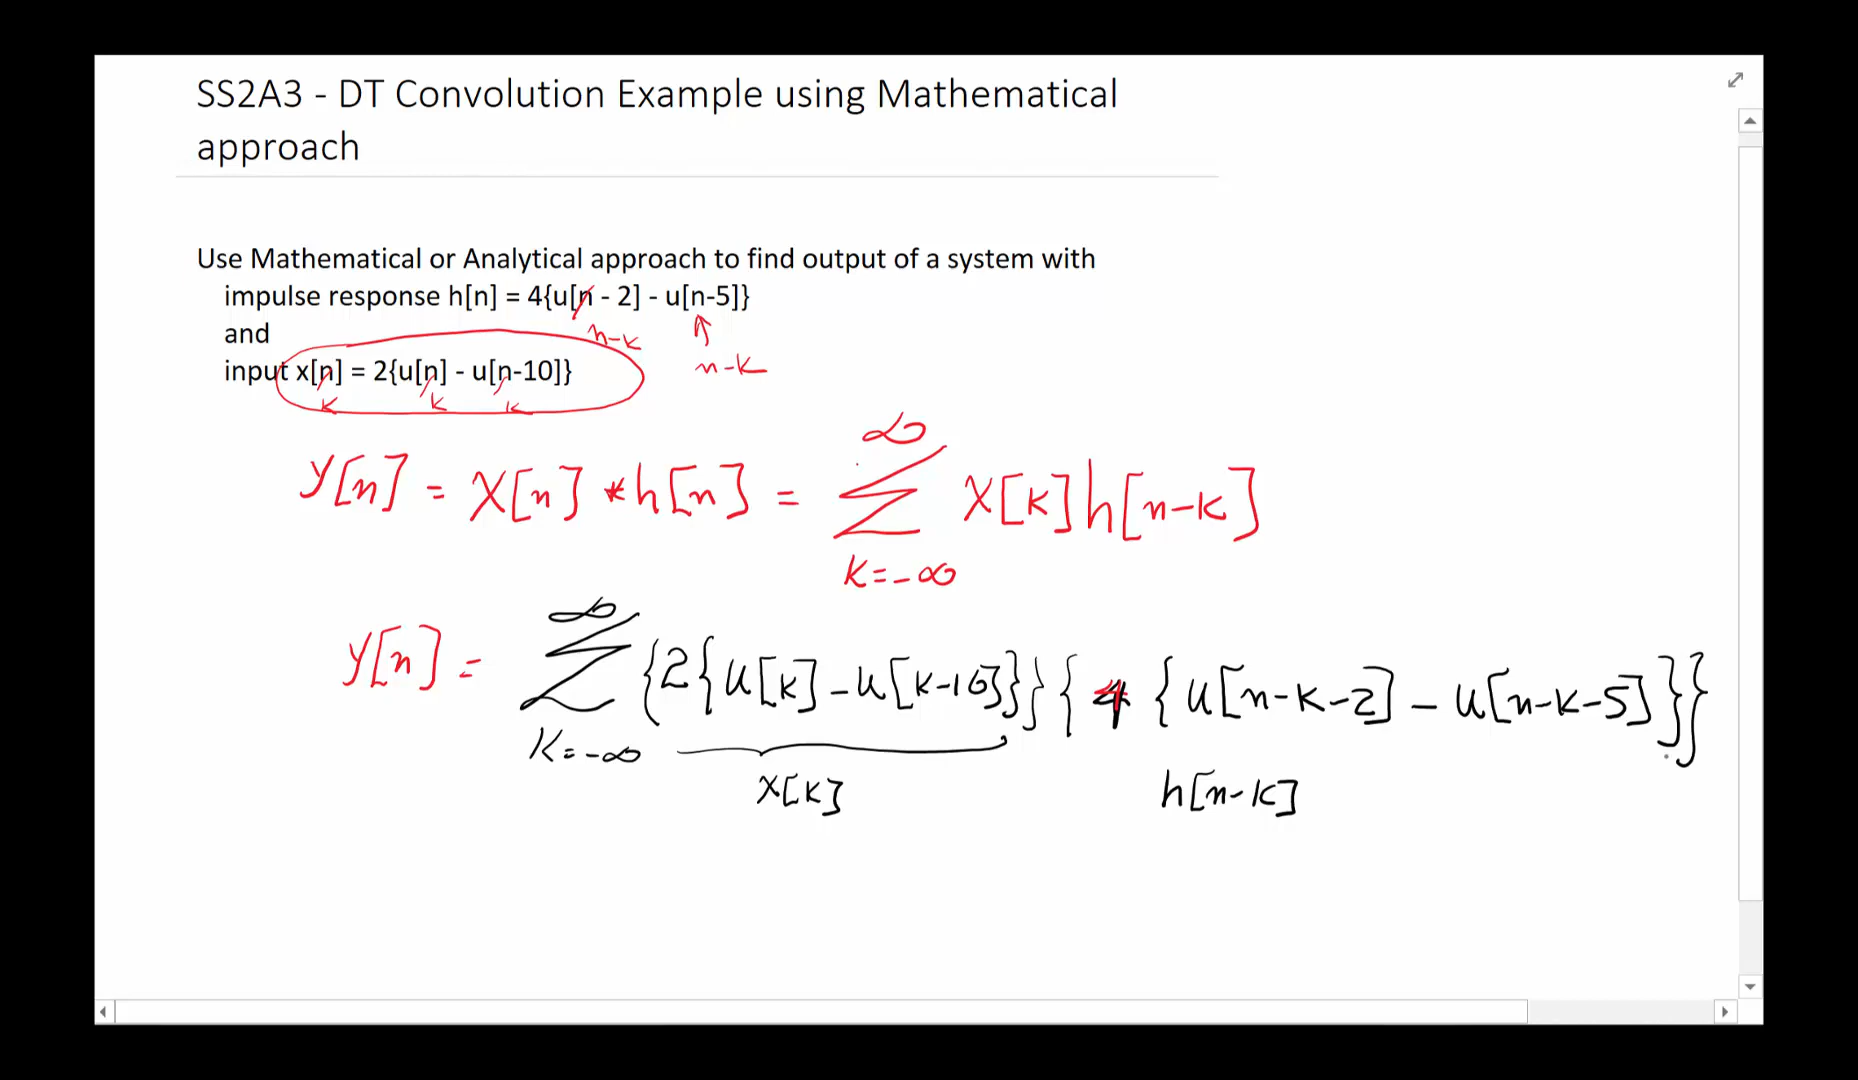 SS2A3 - DT Convolution Example using Mathematical
approach
Use Mathematical or Analytical approach to find output of a system with
impulse response h[n] = 4{u[n - 2] - u[n-5]}
and
n-k
n-k
input x[n] = 2{u[n] - u[n-10]}
k k k
y[n] = x[n] * h[n] = ∞ Σ k=-∞ x[k] h[n-k]
y[n] = ∞ Σ k=-∞ {2{u[k] - u[k-10]}} {4 {u[n-k-2] - u[n-k-5]}}
x[k] h[n-k]